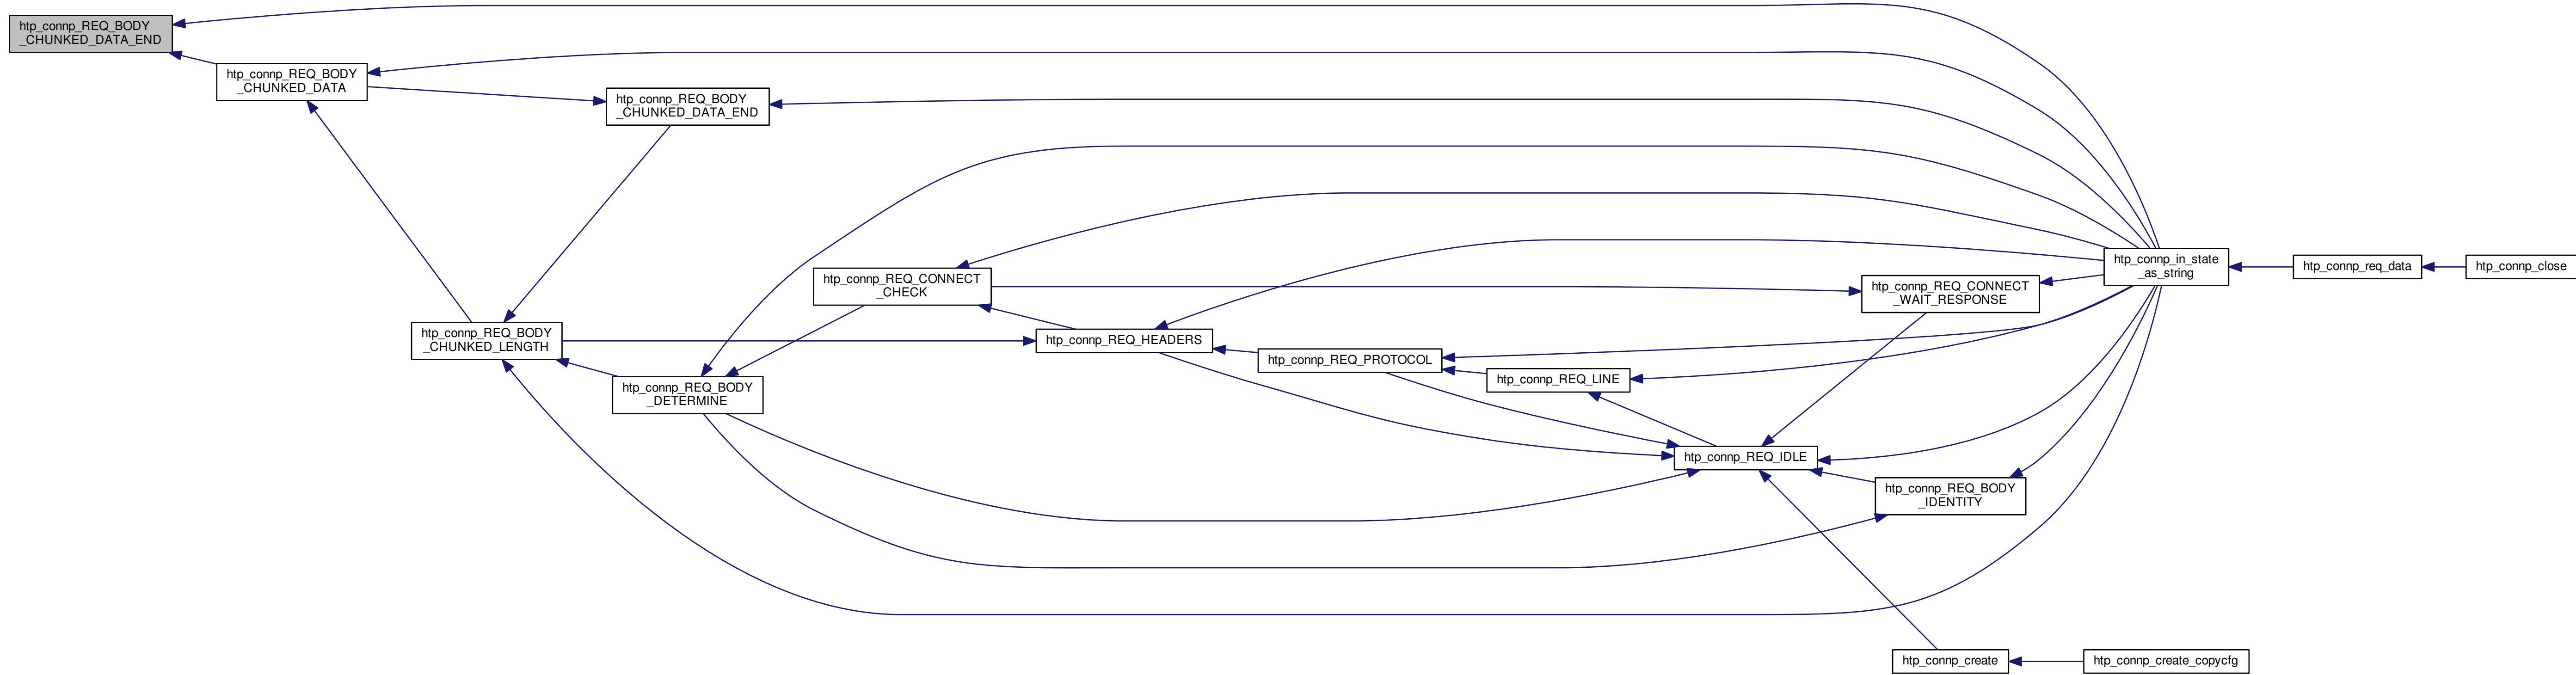 htp_connp_REQ_BODY
_CHUNKED_DATA_END
htp_connp_REQ_BODY
_CHUNKED_DATA
htp_connp_REQ_BODY
_CHUNKED_DATA_END
htp_connp_REQ_CONNECT
_CHECK
htp_connp_REQ_CONNECT
_WAIT_RESPONSE
htp_connp_in_state
_as_string
htp_connp_req_data
htp_connp_close
htp_connp_REQ_BODY
_CHUNKED_LENGTH
htp_connp_REQ_HEADERS
htp_connp_REQ_PROTOCOL
htp_connp_REQ_LINE
htp_connp_REQ_BODY
_DETERMINE
htp_connp_REQ_IDLE
htp_connp_REQ_BODY
_IDENTITY
htp_connp_create
htp_connp_create_copycfg